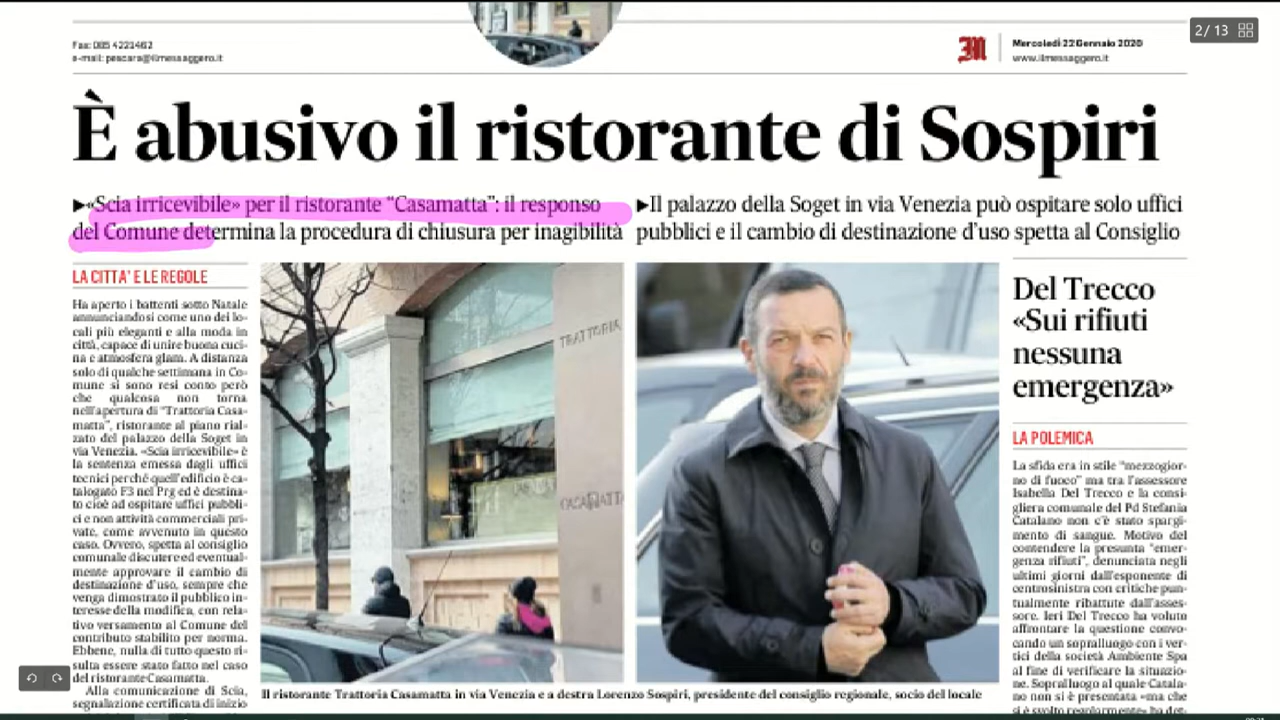 2/ 13
Fax: 085 4221462
e-mail: pescara@ilmessaggero.it
M
Mercoledì 22 Gennaio 2020
www.ilmessaggero.it
È abusivo il ristorante di Sospiri
▶«Scia irricevibile» per il ristorante “Casamatta”: il responso
del Comune determina la procedura di chiusura per inagibilità
▶Il palazzo della Soget in via Venezia può ospitare solo uffici
pubblici e il cambio di destinazione d’uso spetta al Consiglio
LA CITTA' E LE REGOLE
Ha aperto i battenti sotto Natale
annunciandosi come uno dei lo-
cali più eleganti e alla moda in
città, capace di unire buona cuci-
na e atmosfera glam. A distanza
solo di qualche settimana in Co-
mune si sono resi conto però
che qualcosa non torna
nell'apertura di “Trattoria Casa-
matta”, ristorante al piano rial-
zato del palazzo della Soget in
via Venezia. «Scia irricevibile» è
la sentenza emessa dagli uffici
tecnici perché quell'edificio è ca-
talogato F3 nel Prg ed è destina-
to cioè ad ospitare uffici pubbli-
ci e non attività commerciali pri-
vate, come avvenuto in questo
caso. Ovvero, spetta al consiglio
comunale discutere ed eventual-
mente approvare il cambio di
destinazione d'uso, sempre che
venga dimostrato il pubblico in-
teresse della modifica, con rela-
tivo versamento al Comune del
contributo stabilito per norma.
Ebbene, nulla di tutto questo ri-
sulta essere stato fatto nel caso
del ristorante Casamatta.
Alla comunicazione di Scia,
segnalazione certificata di inizio
TRATTORIA
CASAMATTA
Il ristorante Trattoria Casamatta in via Venezia e a destra Lorenzo Sospiri, presidente del consiglio regionale, socio del locale
Del Trecco
«Sui rifiuti
nessuna
emergenza»
LA POLEMICA
La sfida era in stile “mezzogior-
no di fuoco” ma tra l'assessore
Isabella Del Trecco e la consi-
gliera comunale del Pd Stefania
Catalano non c'è stato spargi-
mento di sangue. Motivo del
contendere la presunta “emer-
genza rifiuti”, denunciata negli
ultimi giorni dall'esponente di
centrosinistra con critiche pun-
tualmente ribattute dall'asses-
sore. Ieri Del Trecco ha voluto
affrontare la questione convo-
cando un sopralluogo con i ver-
tici della società Ambiente Spa
al fine di verificare la situazio-
ne. Sopralluogo al quale Catala-
no non si è presentata «ma che
si è svolto regolarmente» ha det-